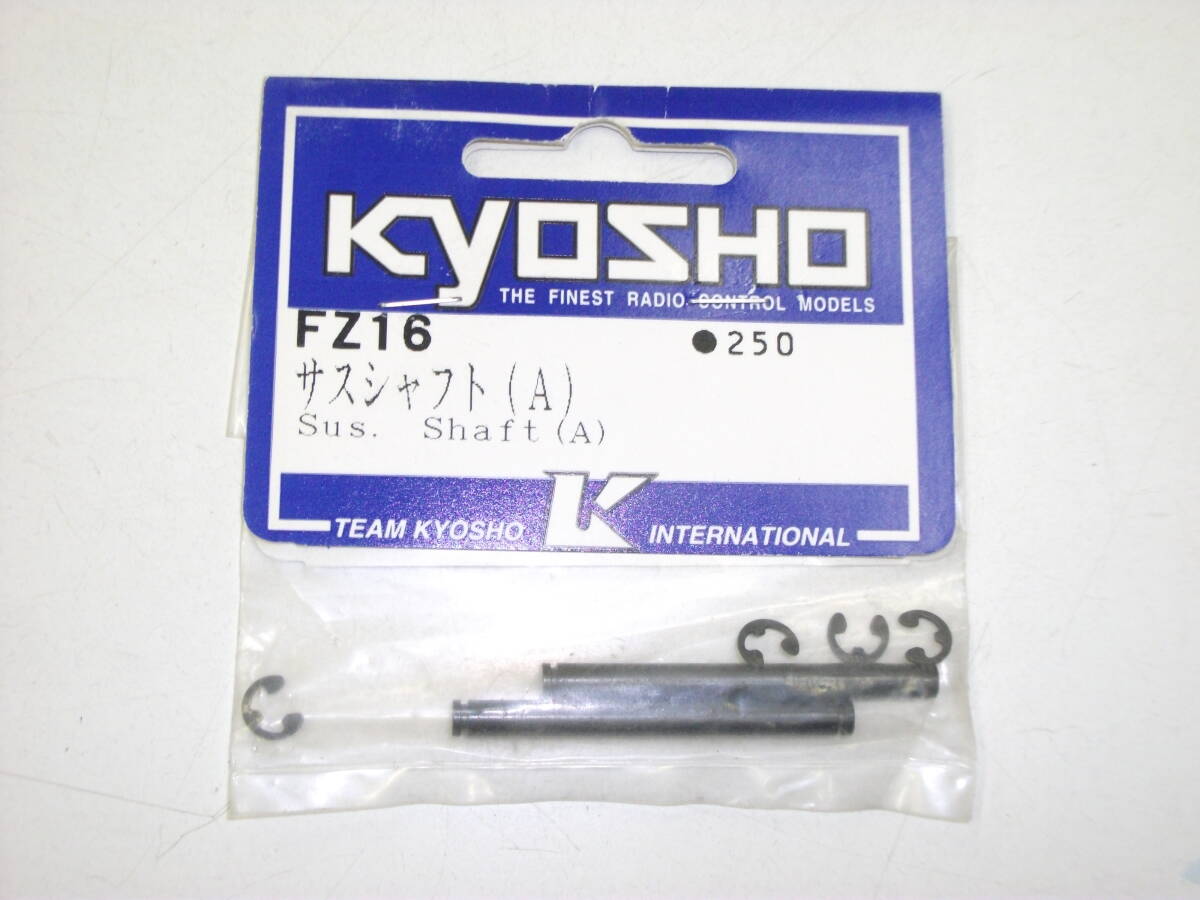 KYOSHO
THE FINEST RADIO CONTROL MODELS
FZ16 ●250
サスシャフト(A)
Sus. Shaft(A)
TEAM KYOSHO K INTERNATIONAL